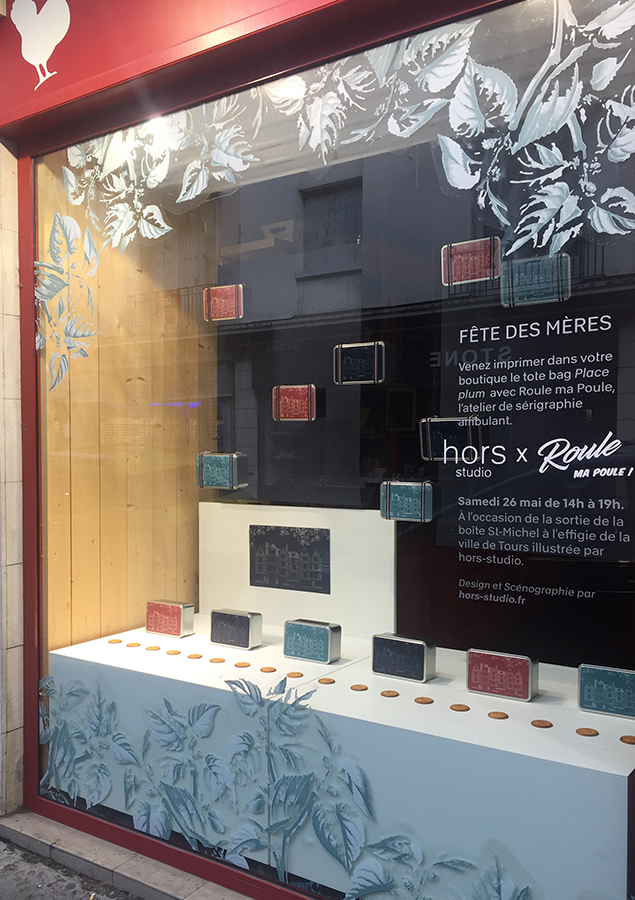 STONE
FÊTE DES MÈRES
Venez imprimer dans votre
boutique le tote bag Place
plum avec Roule ma Poule,
l'atelier de sérigraphie
ambulant.
hors x Roule
studio MA POULE !
Samedi 26 mai de 14h à 19h.
À l'occasion de la sortie de la
boîte St-Michel à l'effigie de la
ville de Tours illustrée par
hors-studio.
Design et Scénographie par
hors-studio.fr